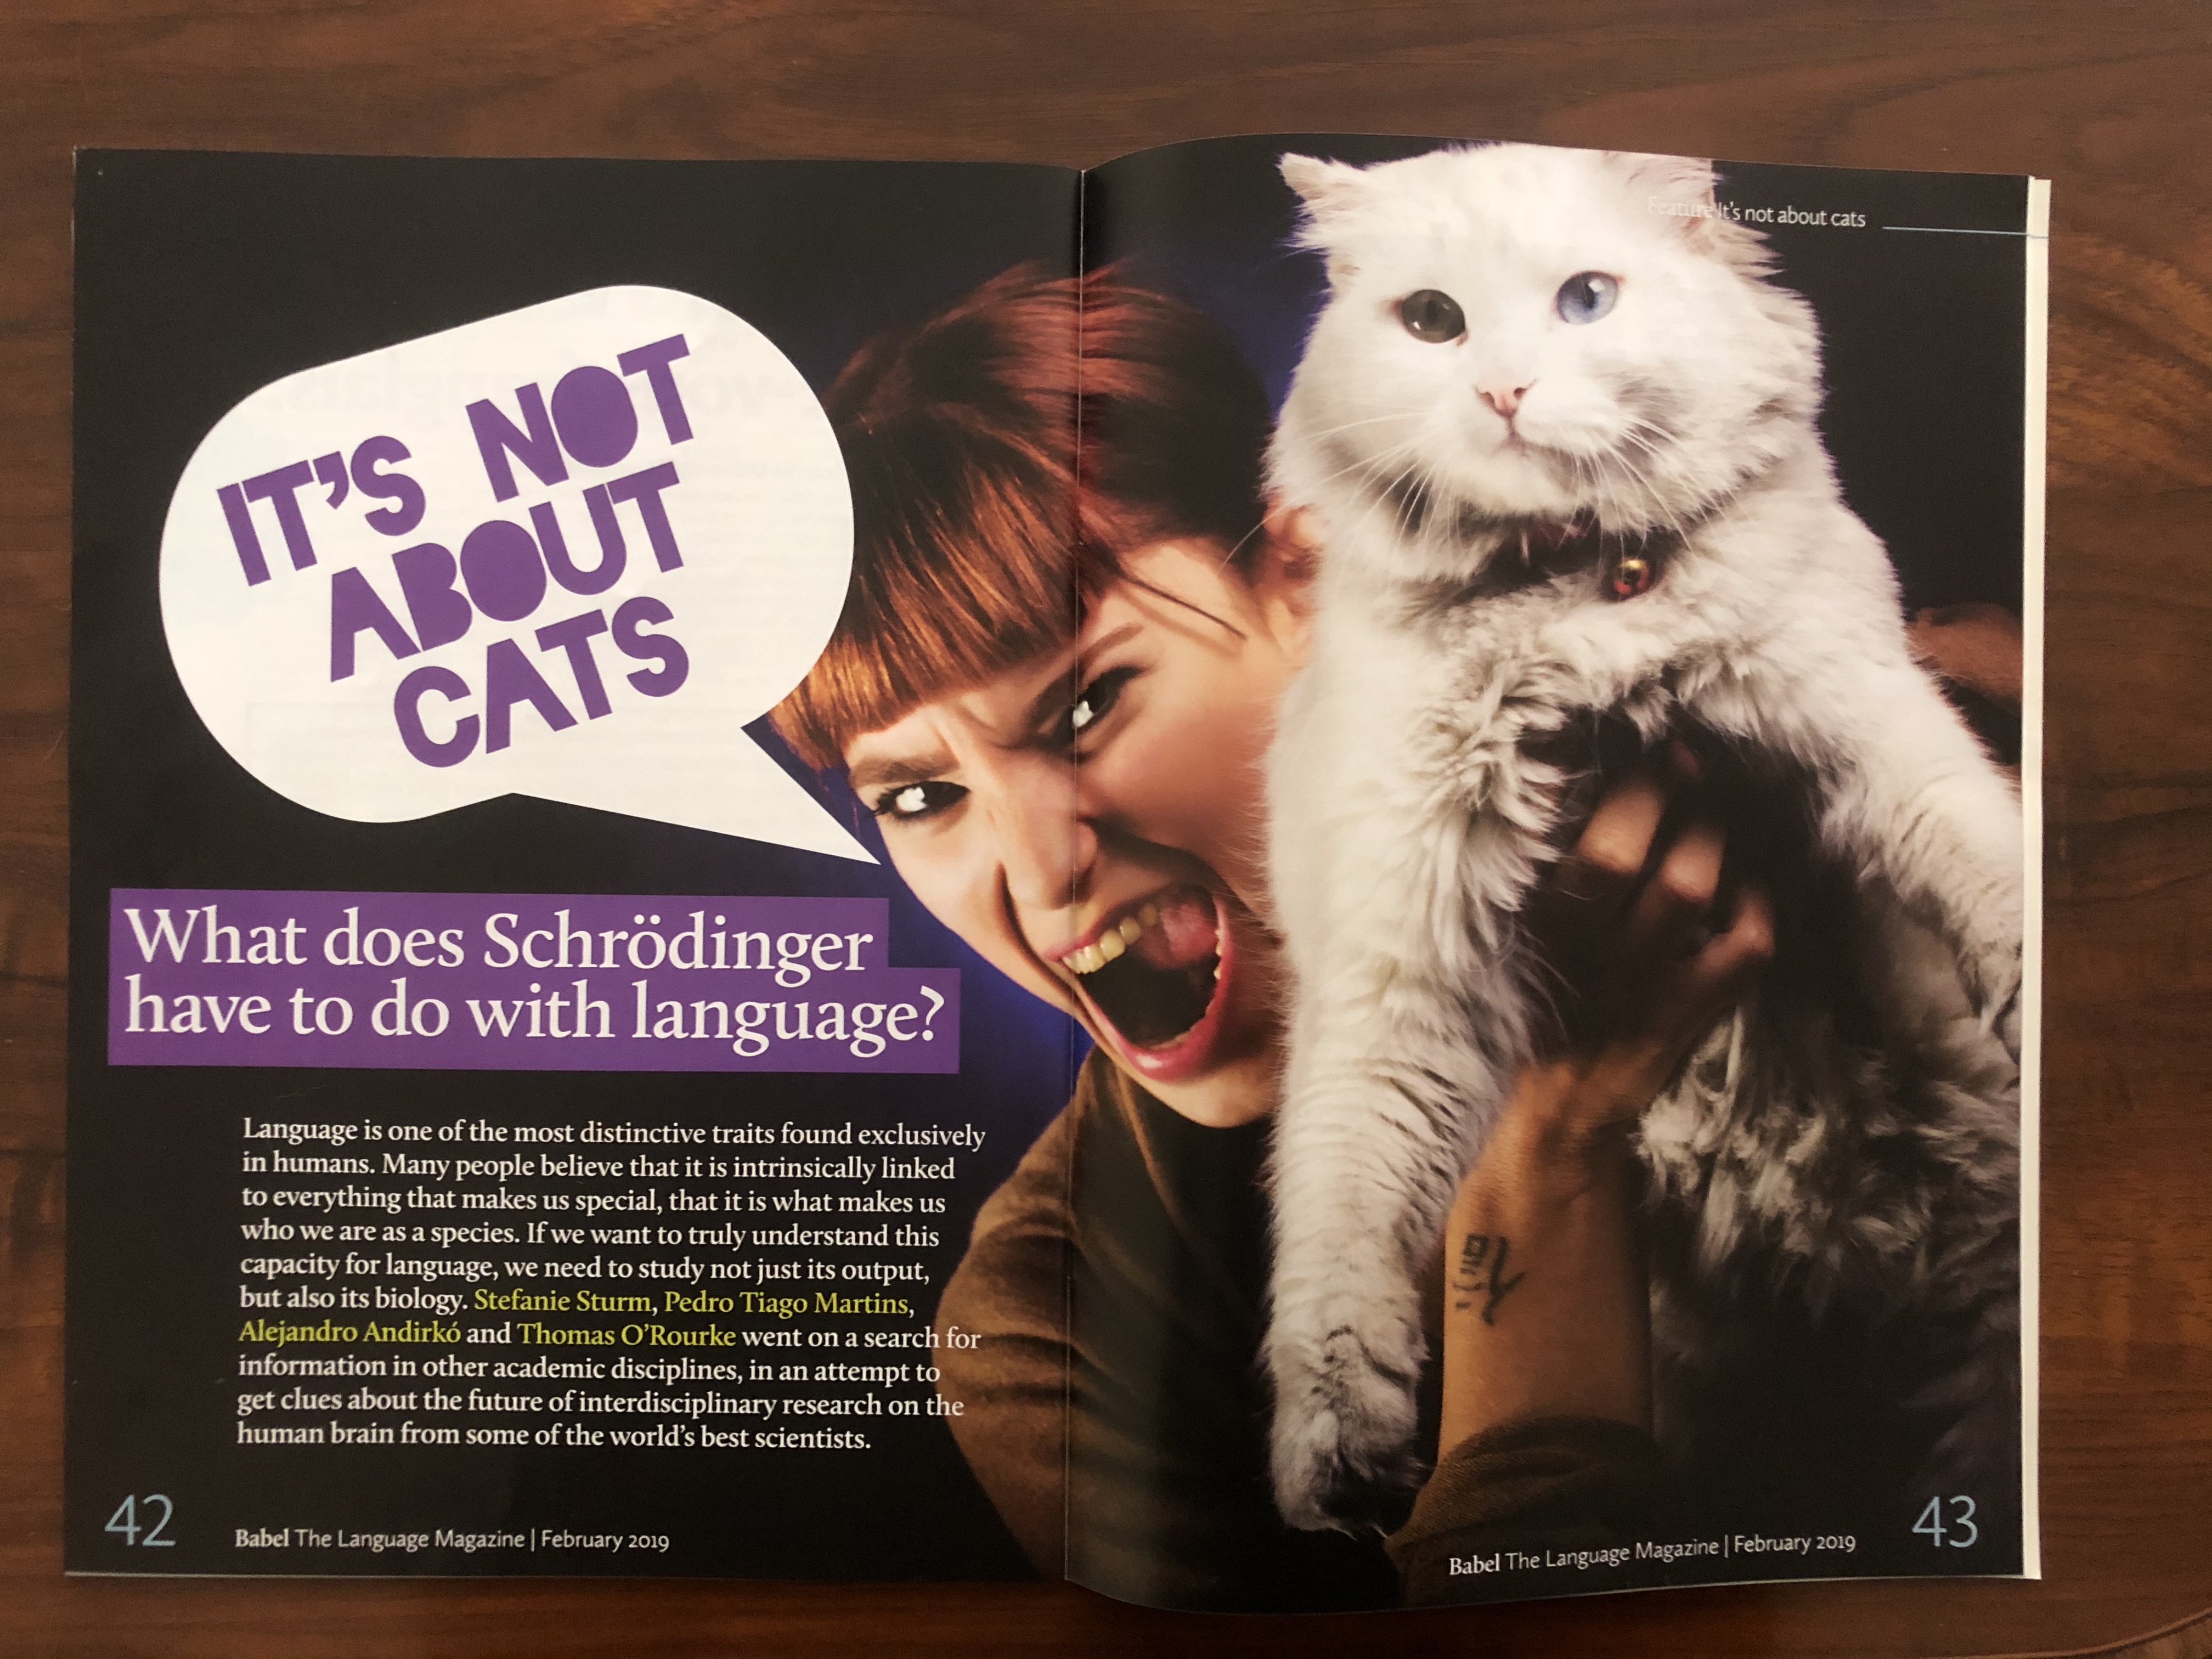 IT'S NOT
ABOUT
CATS
What does Schrödinger
have to do with language?
Language is one of the most distinctive traits found exclusively
in humans. Many people believe that it is intrinsically linked
to everything that makes us special, that it is what makes us
who we are as a species. If we want to truly understand this
capacity for language, we need to study not just its output,
but also its biology. Stefanie Sturm, Pedro Tiago Martins,
Alejandro Andirkó and Thomas O'Rourke went on a search for
information in other academic disciplines, in an attempt to
get clues about the future of interdisciplinary research on the
human brain from some of the world's best scientists.
42
Babel The Language Magazine | February 2019
Feature It's not about cats
Babel The Language Magazine | February 2019
43